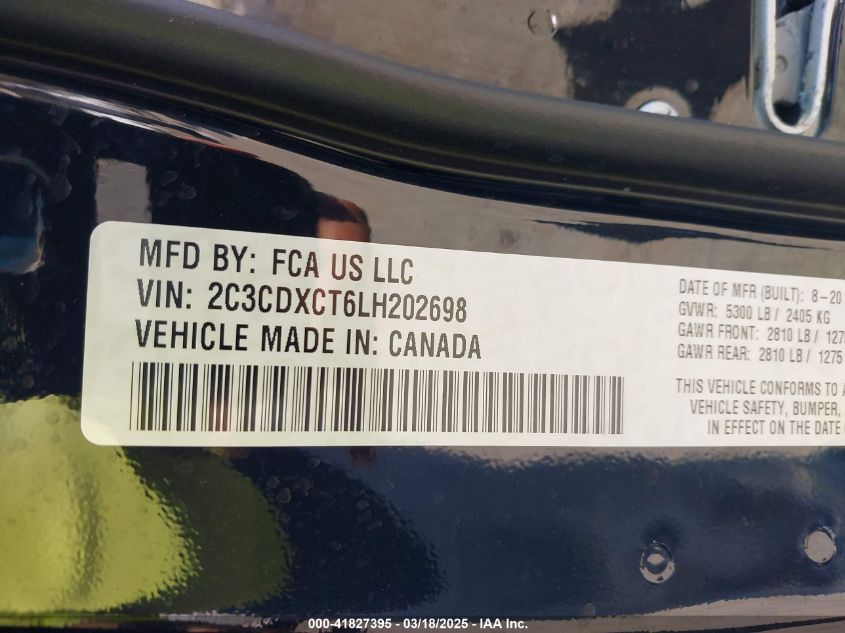 MFD BY: FCA US LLC
VIN: 2C3CDXCT6LH202698
VEHICLE MADE IN: CANADA
DATE OF MFR (BUILT): 8-20
GVWR: 5300 LB / 2405 KG
GAWR FRONT: 2810 LB / 127
GAWR REAR: 2810 LB / 1275
THIS VEHICLE CONFORMS TO
VEHICLE SAFETY, BUMPER,
IN EFFECT ON THE DATE
000-41827395 - 03/18/2025 - IAA Inc.